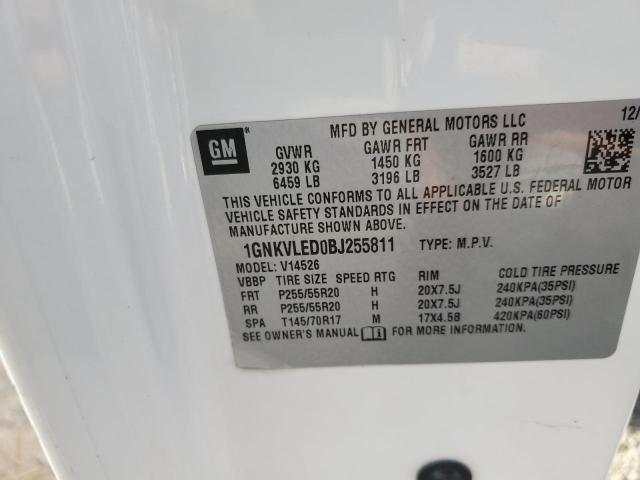 GM ®
MFD BY GENERAL MOTORS LLC 12/
GVWR GAWR FRT GAWR RR
2930 KG 1450 KG 1600 KG
6459 LB 3196 LB 3527 LB
THIS VEHICLE CONFORMS TO ALL APPLICABLE U.S. FEDERAL MOTOR
VEHICLE SAFETY STANDARDS IN EFFECT ON THE DATE OF
MANUFACTURE SHOWN ABOVE.
1GNKVLED0BJ255811 TYPE: M.P.V.
MODEL: V14526
VBBP TIRE SIZE SPEED RTG RIM COLD TIRE PRESSURE
FRT P255/55R20 H 20X7.5J 240KPA(35PSI)
RR P255/55R20 H 20X7.5J 240KPA(35PSI)
SPA T145/70R17 M 17X4.5B 420KPA(60PSI)
SEE OWNER'S MANUAL FOR MORE INFORMATION.